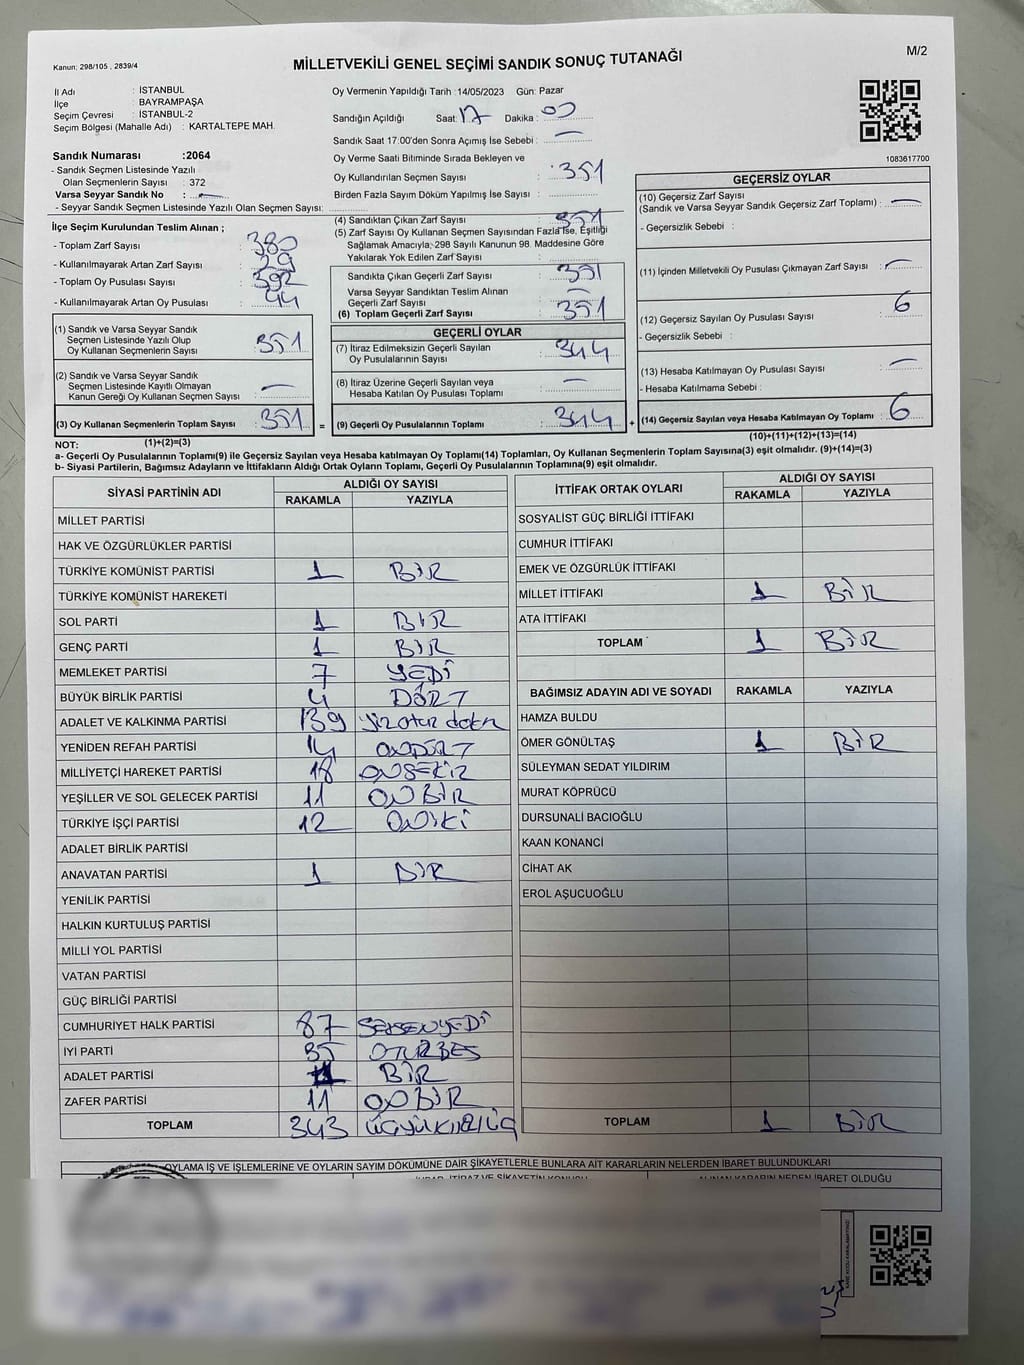 Kanun: 298/105 , 2839/4
MİLLETVEKİLİ GENEL SEÇİMİ SANDIK SONUÇ TUTANAĞI
M/2
İl Adı : İSTANBUL
İlçe : BAYRAMPAŞA
Seçim Çevresi : İSTANBUL-2
Seçim Bölgesi (Mahalle Adı) : KARTALTEPE MAH.
Oy Vermenin Yapıldığı Tarih :14/05/2023 Gün: Pazar
Sandığın Açıldığı Saat: 17 Dakika : 00
Sandık Saat 17:00'den Sonra Açımış İse Sebebi : —
Oy Verme Saati Bitiminde Sırada Bekleyen ve
Oy Kullandırılan Seçmen Sayısı : 351
Birden Fazla Sayım Döküm Yapılmış İse Sayısı :
1083617700
Sandık Numarası :2064
- Sandık Seçmen Listesinde Yazılı
Olan Seçmenlerin Sayısı : 372
Varsa Seyyar Sandık No : —
- Seyyar Sandık Seçmen Listesinde Yazılı Olan Seçmen Sayısı:
İlçe Seçim Kurulundan Teslim Alınan ;
- Toplam Zarf Sayısı : 380
- Kullanılmayarak Artan Zarf Sayısı : 29
- Toplam Oy Pusulası Sayısı : 392
- Kullanılmayarak Artan Oy Pusulası : 44
(1) Sandık ve Varsa Seyyar Sandık
Seçmen Listesinde Yazılı Olup
Oy Kullanan Seçmenlerin Sayısı : 351
(2) Sandık ve Varsa Seyyar Sandık
Seçmen Listesinde Kayıtlı Olmayan
Kanun Gereği Oy Kullanan Seçmen Sayısı : —
(3) Oy Kullanan Seçmenlerin Toplam Sayısı : 351 =
(4) Sandıktan Çıkan Zarf Sayısı : 351
(5) Zarf Sayısı Oy Kullanan Seçmen Sayısından Fazla İse, Eşitliği
Sağlamak Amacıyla, 298 Sayılı Kanunun 98. Maddesine Göre
Yakılarak Yok Edilen Zarf Sayısı :
Sandıkta Çıkan Geçerli Zarf Sayısı : 351
Varsa Seyyar Sandıktan Teslim Alınan
Geçerli Zarf Sayısı : —
(6) Toplam Geçerli Zarf Sayısı : 351
GEÇERLİ OYLAR
(7) İtiraz Edilmeksizin Geçerli Sayılan
Oy Pusulalarının Sayısı : 344
(8) İtiraz Üzerine Geçerli Sayılan veya
Hesaba Katılan Oy Pusulası Toplamı : —
(9) Geçerli Oy Pusulalarının Toplamı : 344 +
GEÇERSİZ OYLAR
(10) Geçersiz Zarf Sayısı
(Sandık ve Varsa Seyyar Sandık Geçersiz Zarf Toplamı) : —
- Geçersizlik Sebebi :
(11) İçinden Milletvekili Oy Pusulası Çıkmayan Zarf Sayısı : —
(12) Geçersiz Sayılan Oy Pusulası Sayısı : 6
- Geçersizlik Sebebi :
(13) Hesaba Katılmayan Oy Pusulası Sayısı : —
- Hesaba Katılmama Sebebi :
(14) Geçersiz Sayılan veya Hesaba Katılmayan Oy Toplamı : 6
NOT: (1)+(2)=(3)
(10)+(11)+(12)+(13)=(14)
a- Geçerli Oy Pusulaları(9) ile Geçersiz Sayılan veya Hesaba katılmayan Oy Toplamı(14) Toplamları, Oy Kullanan Seçmenlerin Toplam Sayısına(3) eşit olmalıdır. (9)+(14)=(3)
b- Siyasi Partilerin, Bağımsız Adayların ve İttifakların Aldığı Ortak Oyların Toplamı, Geçerli Oy Pusulalarının Toplamına(9) eşit olmalıdır.
SİYASİ PARTİNİN ADI ALDIĞI OY SAYISI
RAKAMLA YAZIYLA
MİLLET PARTİSİ
HAK VE ÖZGÜRLÜKLER PARTİSİ
TÜRKİYE KOMÜNİST PARTİSİ 1 BİR
TÜRKİYE KOMÜNİST HAREKETİ
SOL PARTİ 1 BİR
GENÇ PARTİ 1 BİR
MEMLEKET PARTİSİ 7 YEDİ
BÜYÜK BİRLİK PARTİSİ 4 DÖRT
ADALET VE KALKINMA PARTİSİ 139
YENİDEN REFAH PARTİSİ 14 ONDÖRT
MİLLİYETÇİ HAREKET PARTİSİ 18 ONSEKİZ
YEŞİLLER VE SOL GELECEK PARTİSİ 11 ONBİR
TÜRKİYE İŞÇİ PARTİSİ 12 ONİKİ
ADALET BİRLİK PARTİSİ
ANAVATAN PARTİSİ 1 BİR
YENİLİK PARTİSİ
HALKIN KURTULUŞ PARTİSİ
MİLLİ YOL PARTİSİ
VATAN PARTİSİ
GÜÇ BİRLİĞİ PARTİSİ
CUMHURİYET HALK PARTİSİ 87 SEKSENYEDİ
İYİ PARTİ 35 OTUZBEŞ
ADALET PARTİSİ 1 BİR
ZAFER PARTİSİ 11 ONBİR
TOPLAM 343
İTTİFAK ORTAK OYLARI ALDIĞI OY SAYISI
RAKAMLA YAZIYLA
SOSYALİST GÜÇ BİRLİĞİ İTTİFAKI
CUMHUR İTTİFAKI
EMEK VE ÖZGÜRLÜK İTTİFAKI
MİLLET İTTİFAKI 1 BİR
ATA İTTİFAKI
TOPLAM 1 BİR
BAĞIMSIZ ADAYIN ADI VE SOYADI RAKAMLA YAZIYLA
HAMZA BULDU
ÖMER GÖNÜLTAŞ 1 BİR
SÜLEYMAN SEDAT YILDIRIM
MURAT KÖPRÜCÜ
DURSUNALİ BACIOĞLU
KAAN KONANCİ
CİHAT AK
EROL AŞUCUOĞLU
TOPLAM 1 BİR
OYLAMA İŞ VE İŞLEMLERİNE VE OYLARIN SAYIM DÖKÜMÜNE DAİR ŞİKAYETLERLE BUNLARA AİT KARARLARIN NELERDEN İBARET BULUNDUKLARI